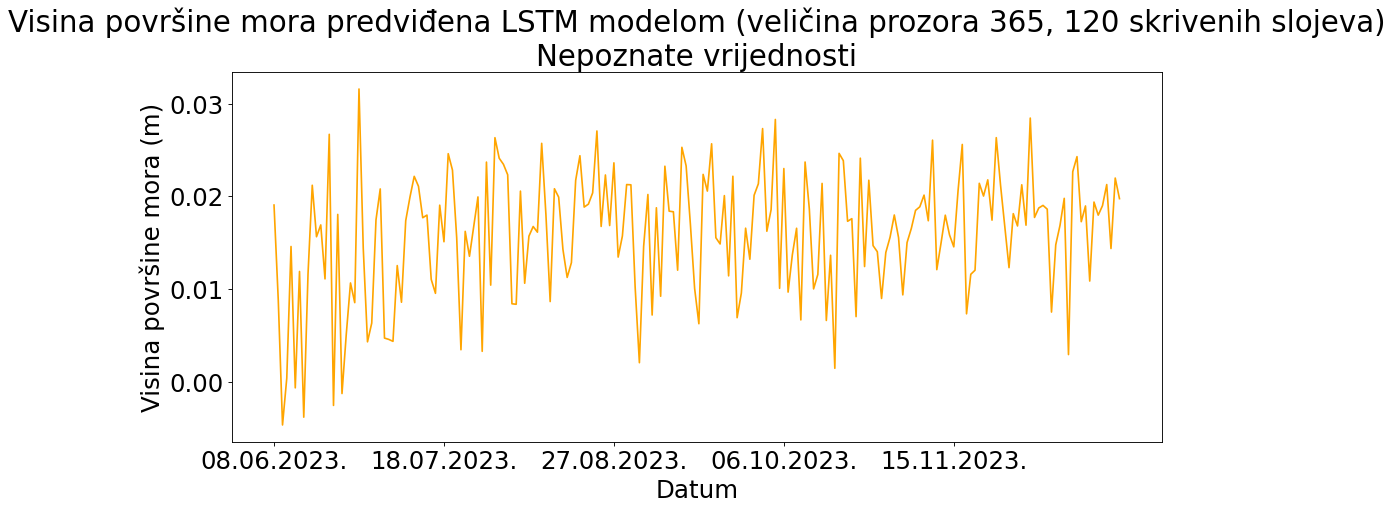 Visina površine mora predviđena LSTM modelom (veličina prozora 365, 120 skrivenih slojeva)
Nepoznate vrijednosti
Visina površine mora (m)
0.03
0.02
0.01
0.00
08.06.2023. 18.07.2023. 27.08.2023. 06.10.2023. 15.11.2023.
Datum